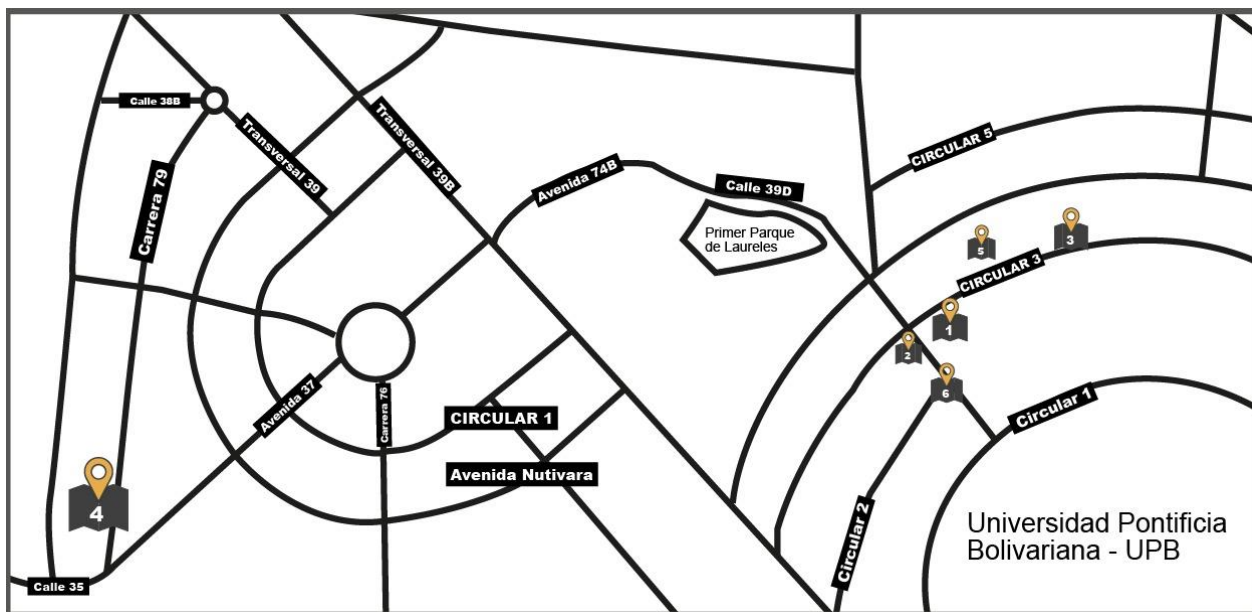 Calle 38B
Carrera 79
Transversal 39
Transversal 39B
Avenida 74B
Calle 39D
Primer Parque
de Laureles
CIRCULAR 5
5
3
CIRCULAR 3
1
2
6
Avenida 37
Carrera 76
CIRCULAR 1
Avenida Nutivara
Circular 1
4
Circular 2
Universidad Pontificia
Bolivariana - UPB
Calle 35